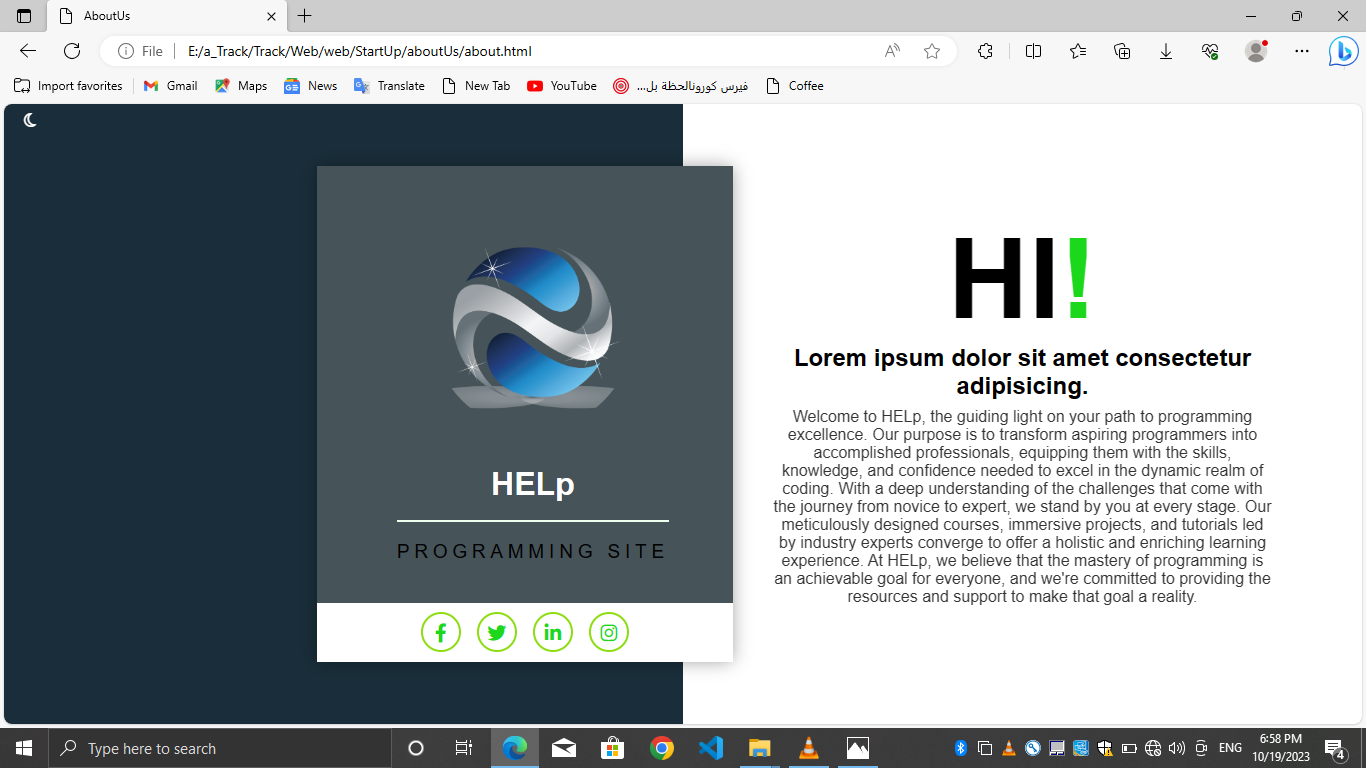 AboutUs
File
E:/a_Track/Track/Web/web/StartUp/aboutUs/about.html
Import favorites
Gmail
Maps
News
Translate
New Tab
YouTube
فيرس كورونالحظة بل...
Coffee
HELp
PROGRAMMING SITE
HI!
Lorem ipsum dolor sit amet consectetur
adipisicing.
Welcome to HELp, the guiding light on your path to programming
excellence. Our purpose is to transform aspiring programmers into
accomplished professionals, equipping them with the skills,
knowledge, and confidence needed to excel in the dynamic realm of
coding. With a deep understanding of the challenges that come with
the journey from novice to expert, we stand by you at every stage. Our
meticulously designed courses, immersive projects, and tutorials led
by industry experts converge to offer a holistic and enriching learning
experience. At HELp, we believe that the mastery of programming is
an achievable goal for everyone, and we're committed to providing the
resources and support to make that goal a reality.
Type here to search
ENG
6:58 PM
10/19/2023
4